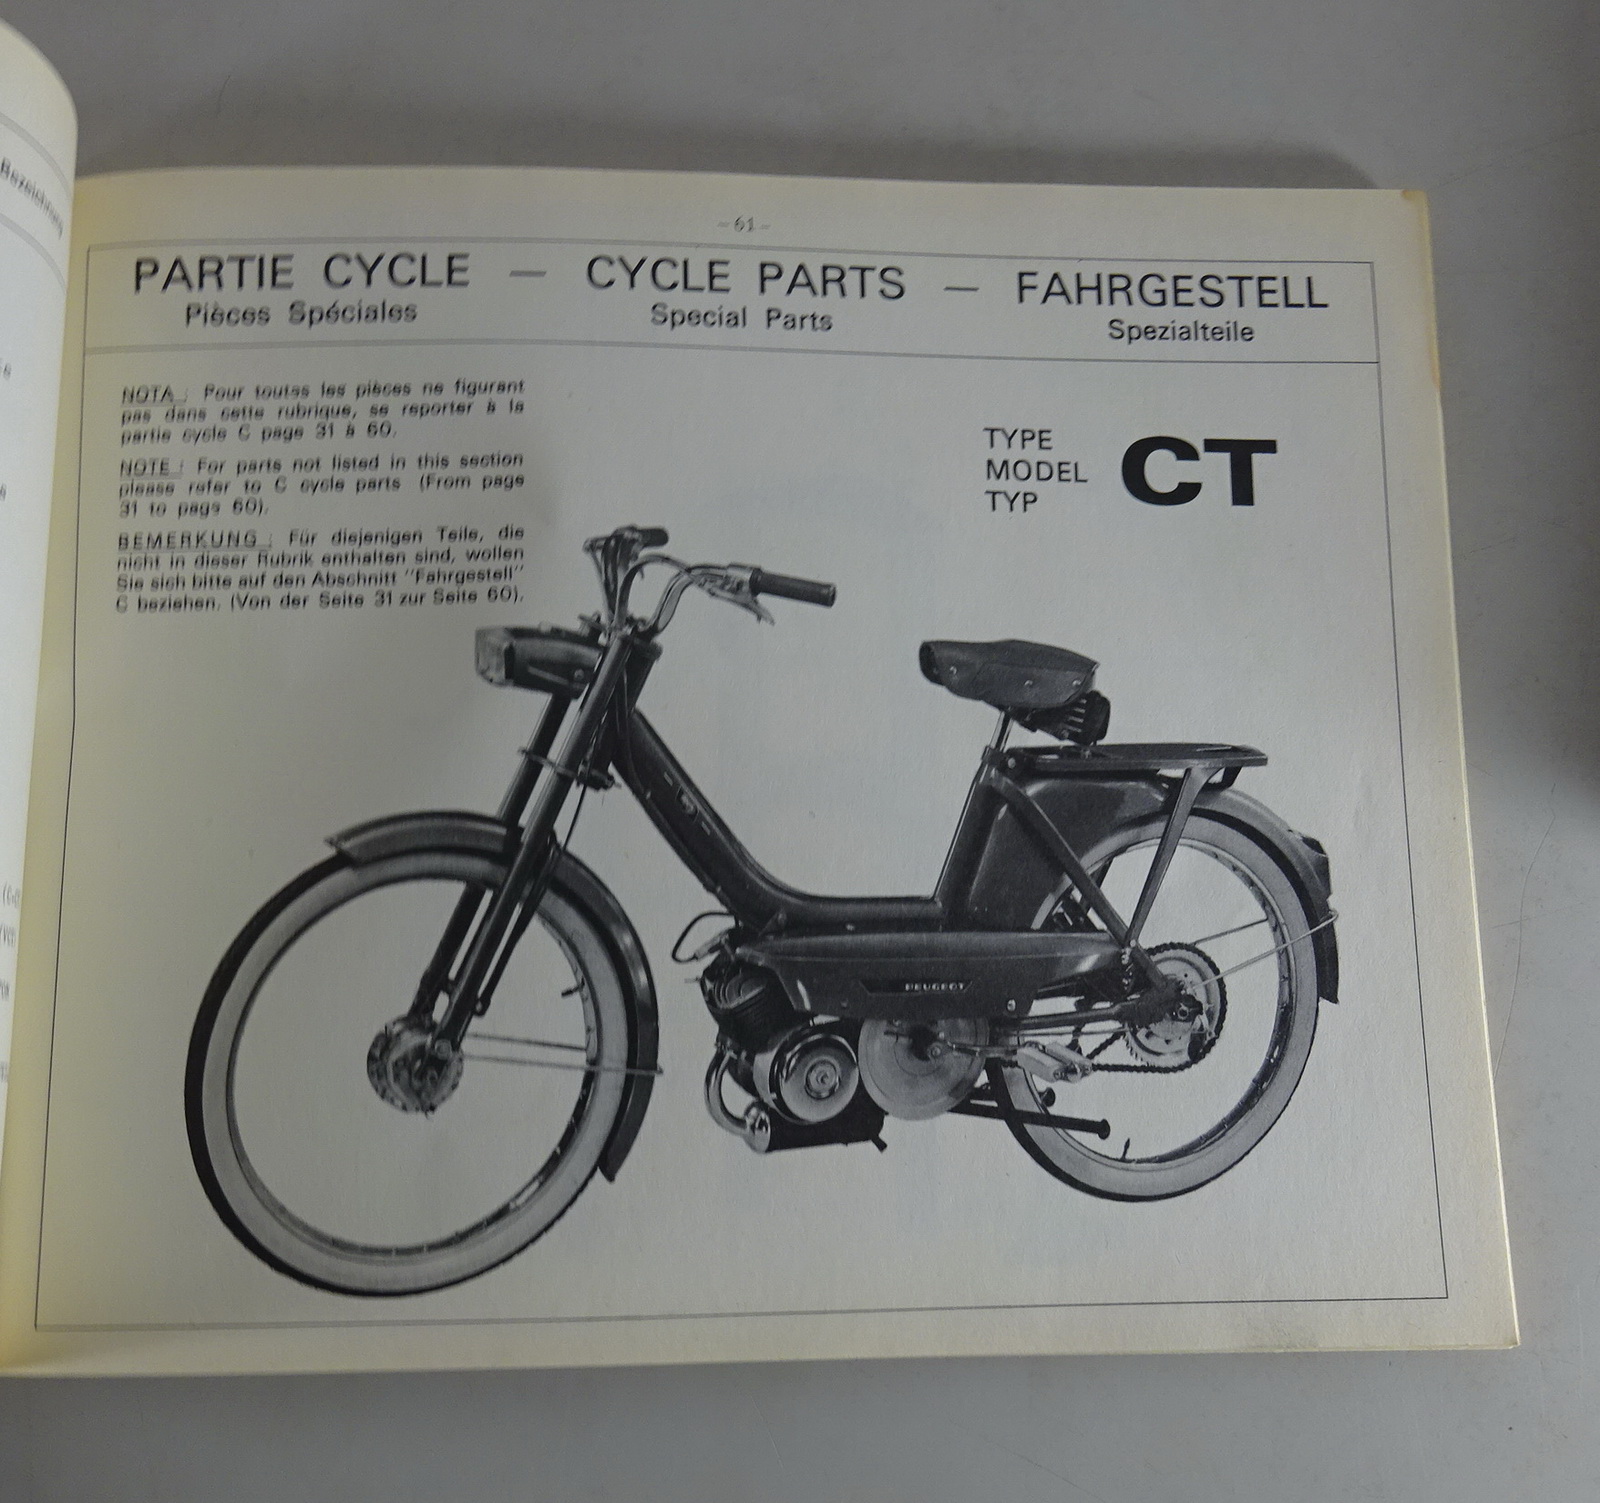 Bezeichnung
- 61 -
PARTIE CYCLE — CYCLE PARTS — FAHRGESTELL
Pièces Spéciales Special Parts Spezialteile
NOTA : Pour toutes les pièces ne figurant
pas dans cette rubrique, se reporter à la
partie cycle C page 31 à 60.
NOTE : For parts not listed in this section
please refer to C cycle parts (From page
31 to page 60).
BEMERKUNG : Für diejenigen Teile, die
nicht in dieser Rubrik enthalten sind, wollen
Sie sich bitte auf den Abschnitt "Fahrgestell"
C beziehen. (Von der Seite 31 zur Seite 60).
TYPE
MODEL CT
TYP
PEUGEOT